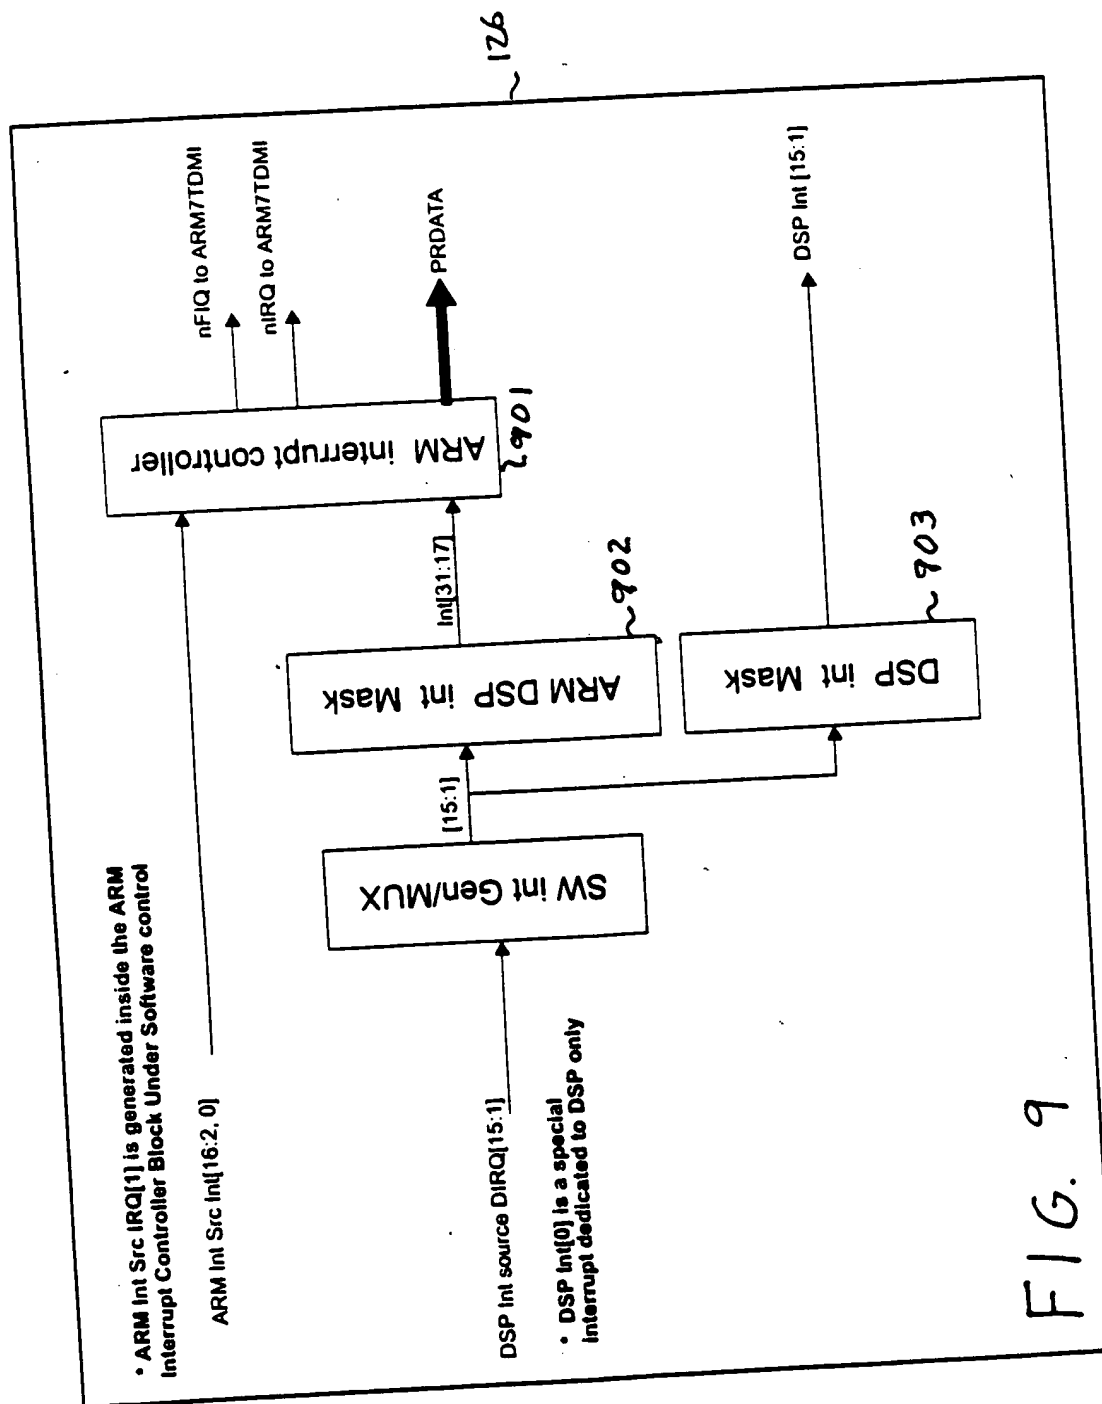 126
* ARM Int Src IRQ[1] is generated inside the ARM
Interrupt Controller Block Under Software control
ARM Int Src Int[16:2, 0]
ARM interrupt controller
901
nFIQ to ARM7TDMI
nIRQ to ARM7TDMI
PRDATA
Int[31:17]
ARM DSP int Mask
902
[15:1]
SW int Gen/MUX
DSP Int source DIRQ[15:1]
DSP int Mask
903
DSP Int [15:1]
* DSP Int[0] is a special
interrupt dedicated to DSP only
FIG. 9